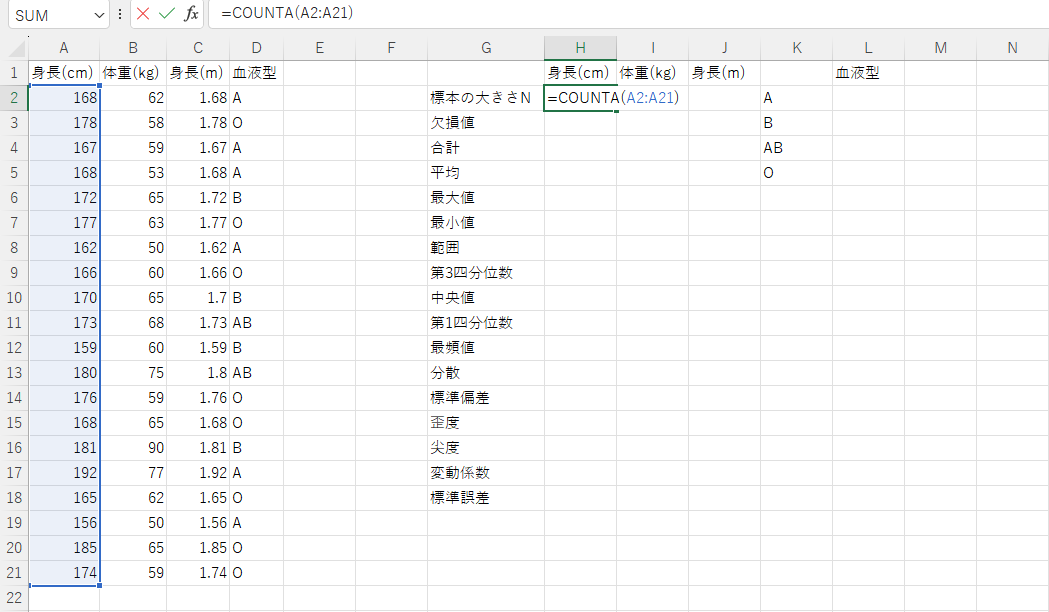 SUM =COUNTA(A2:A21)
A B C D E F G H I J K L M N
1 身長(cm) 体重(kg) 身長(m) 血液型 身長(cm) 体重(kg) 身長(m) 血液型
2 168 62 1.68 A 標本の大きさN =COUNTA(A2:A21) A
3 178 58 1.78 O 欠損値 B
4 167 59 1.67 A 合計 AB
5 168 53 1.68 A 平均 O
6 172 65 1.72 B 最大値
7 177 63 1.77 O 最小値
8 162 50 1.62 A 範囲
9 166 60 1.66 O 第3四分位数
10 170 65 1.7 B 中央値
11 173 68 1.73 AB 第1四分位数
12 159 60 1.59 B 最頻値
13 180 75 1.8 AB 分散
14 176 59 1.76 O 標準偏差
15 168 65 1.68 O 歪度
16 181 90 1.81 B 尖度
17 192 77 1.92 A 変動係数
18 165 62 1.65 O 標準誤差
19 156 50 1.56 A
20 185 65 1.85 O
21 174 59 1.74 O
22